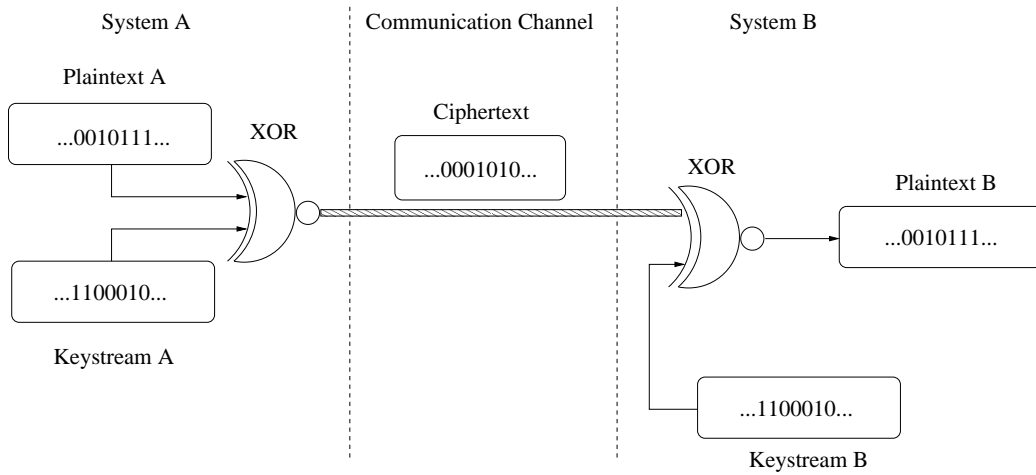 System A
Communication Channel
System B
Plaintext A
...0010111...
XOR
Ciphertext
...0001010...
XOR
Plaintext B
...0010111...
...1100010...
Keystream A
...1100010...
Keystream B